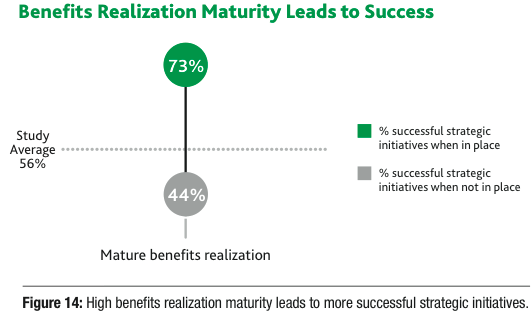 Benefits Realization Maturity Leads to Success
73%
Study
Average
56%
44%
Mature benefits realization
% successful strategic
initiatives when in place
% successful strategic
initiatives when not in place
Figure 14: High benefits realization maturity leads to more successful strategic initiatives.